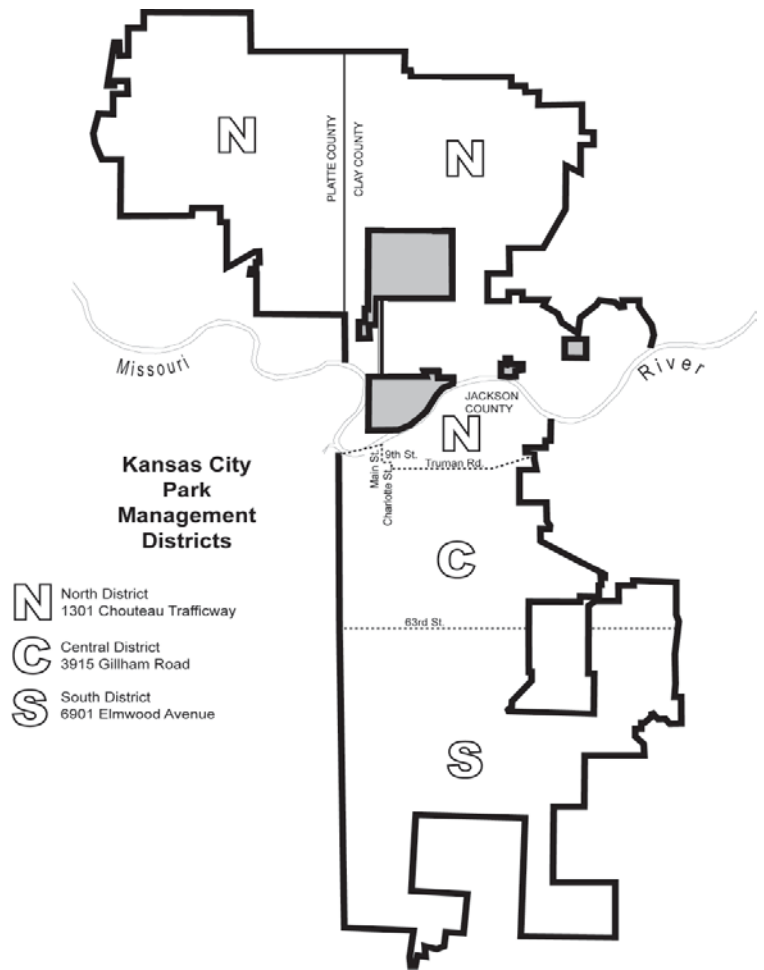 N
N
PLATTE COUNTY
CLAY COUNTY
Missouri
River
JACKSON
COUNTY
N
Main St.
9th St.
Truman Rd.
Charlotte St.
Kansas City
Park
Management
Districts
C
N North District
1301 Chouteau Trafficway
63rd St.
C Central District
3915 Gillham Road
S South District
6901 Elmwood Avenue
S